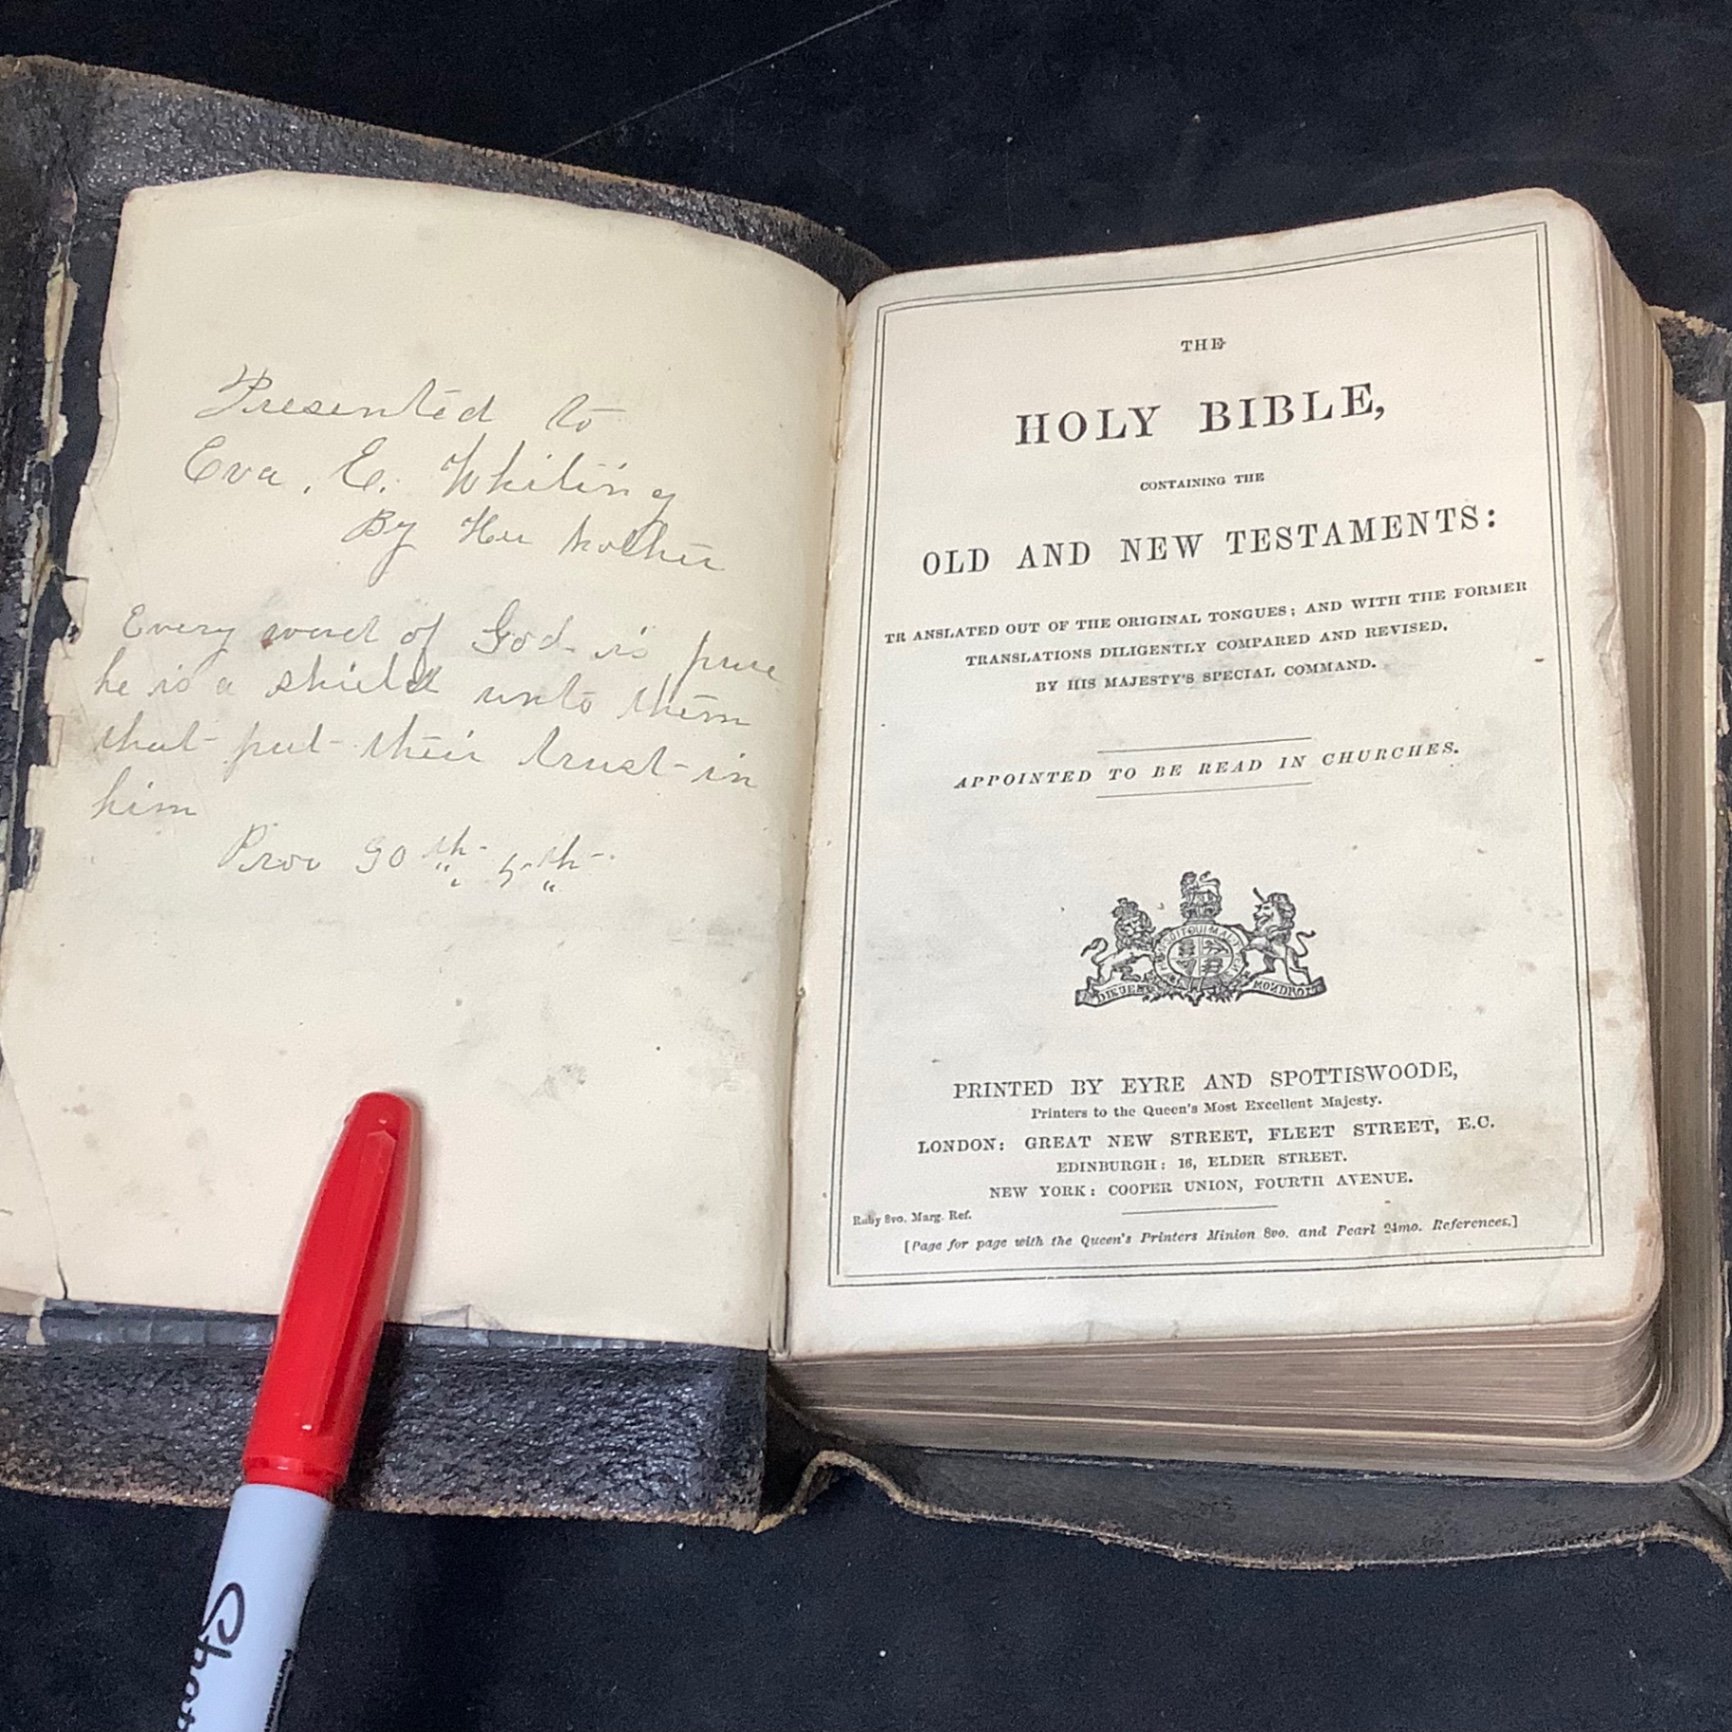 Presented to
Eva. E. Whiting
By Her Mother
Every word of God is pure
he is a shield unto them
that put their trust in
him
Prov 30th 5th
THE
HOLY BIBLE,
CONTAINING THE
OLD AND NEW TESTAMENTS:
TRANSLATED OUT OF THE ORIGINAL TONGUES; AND WITH THE FORMER
TRANSLATIONS DILIGENTLY COMPARED AND REVISED,
BY HIS MAJESTY'S SPECIAL COMMAND.
APPOINTED TO BE READ IN CHURCHES.
PRINTED BY EYRE AND SPOTTISWOODE,
Printers to the Queen's Most Excellent Majesty.
LONDON: GREAT NEW STREET, FLEET STREET, E.C.
EDINBURGH: 16, ELDER STREET.
NEW YORK: COOPER UNION, FOURTH AVENUE.
Ruby 8vo. Marg. Ref.
[Page for page with the Queen's Printers Minion 8vo. and Pearl 24mo. References.]
Shar